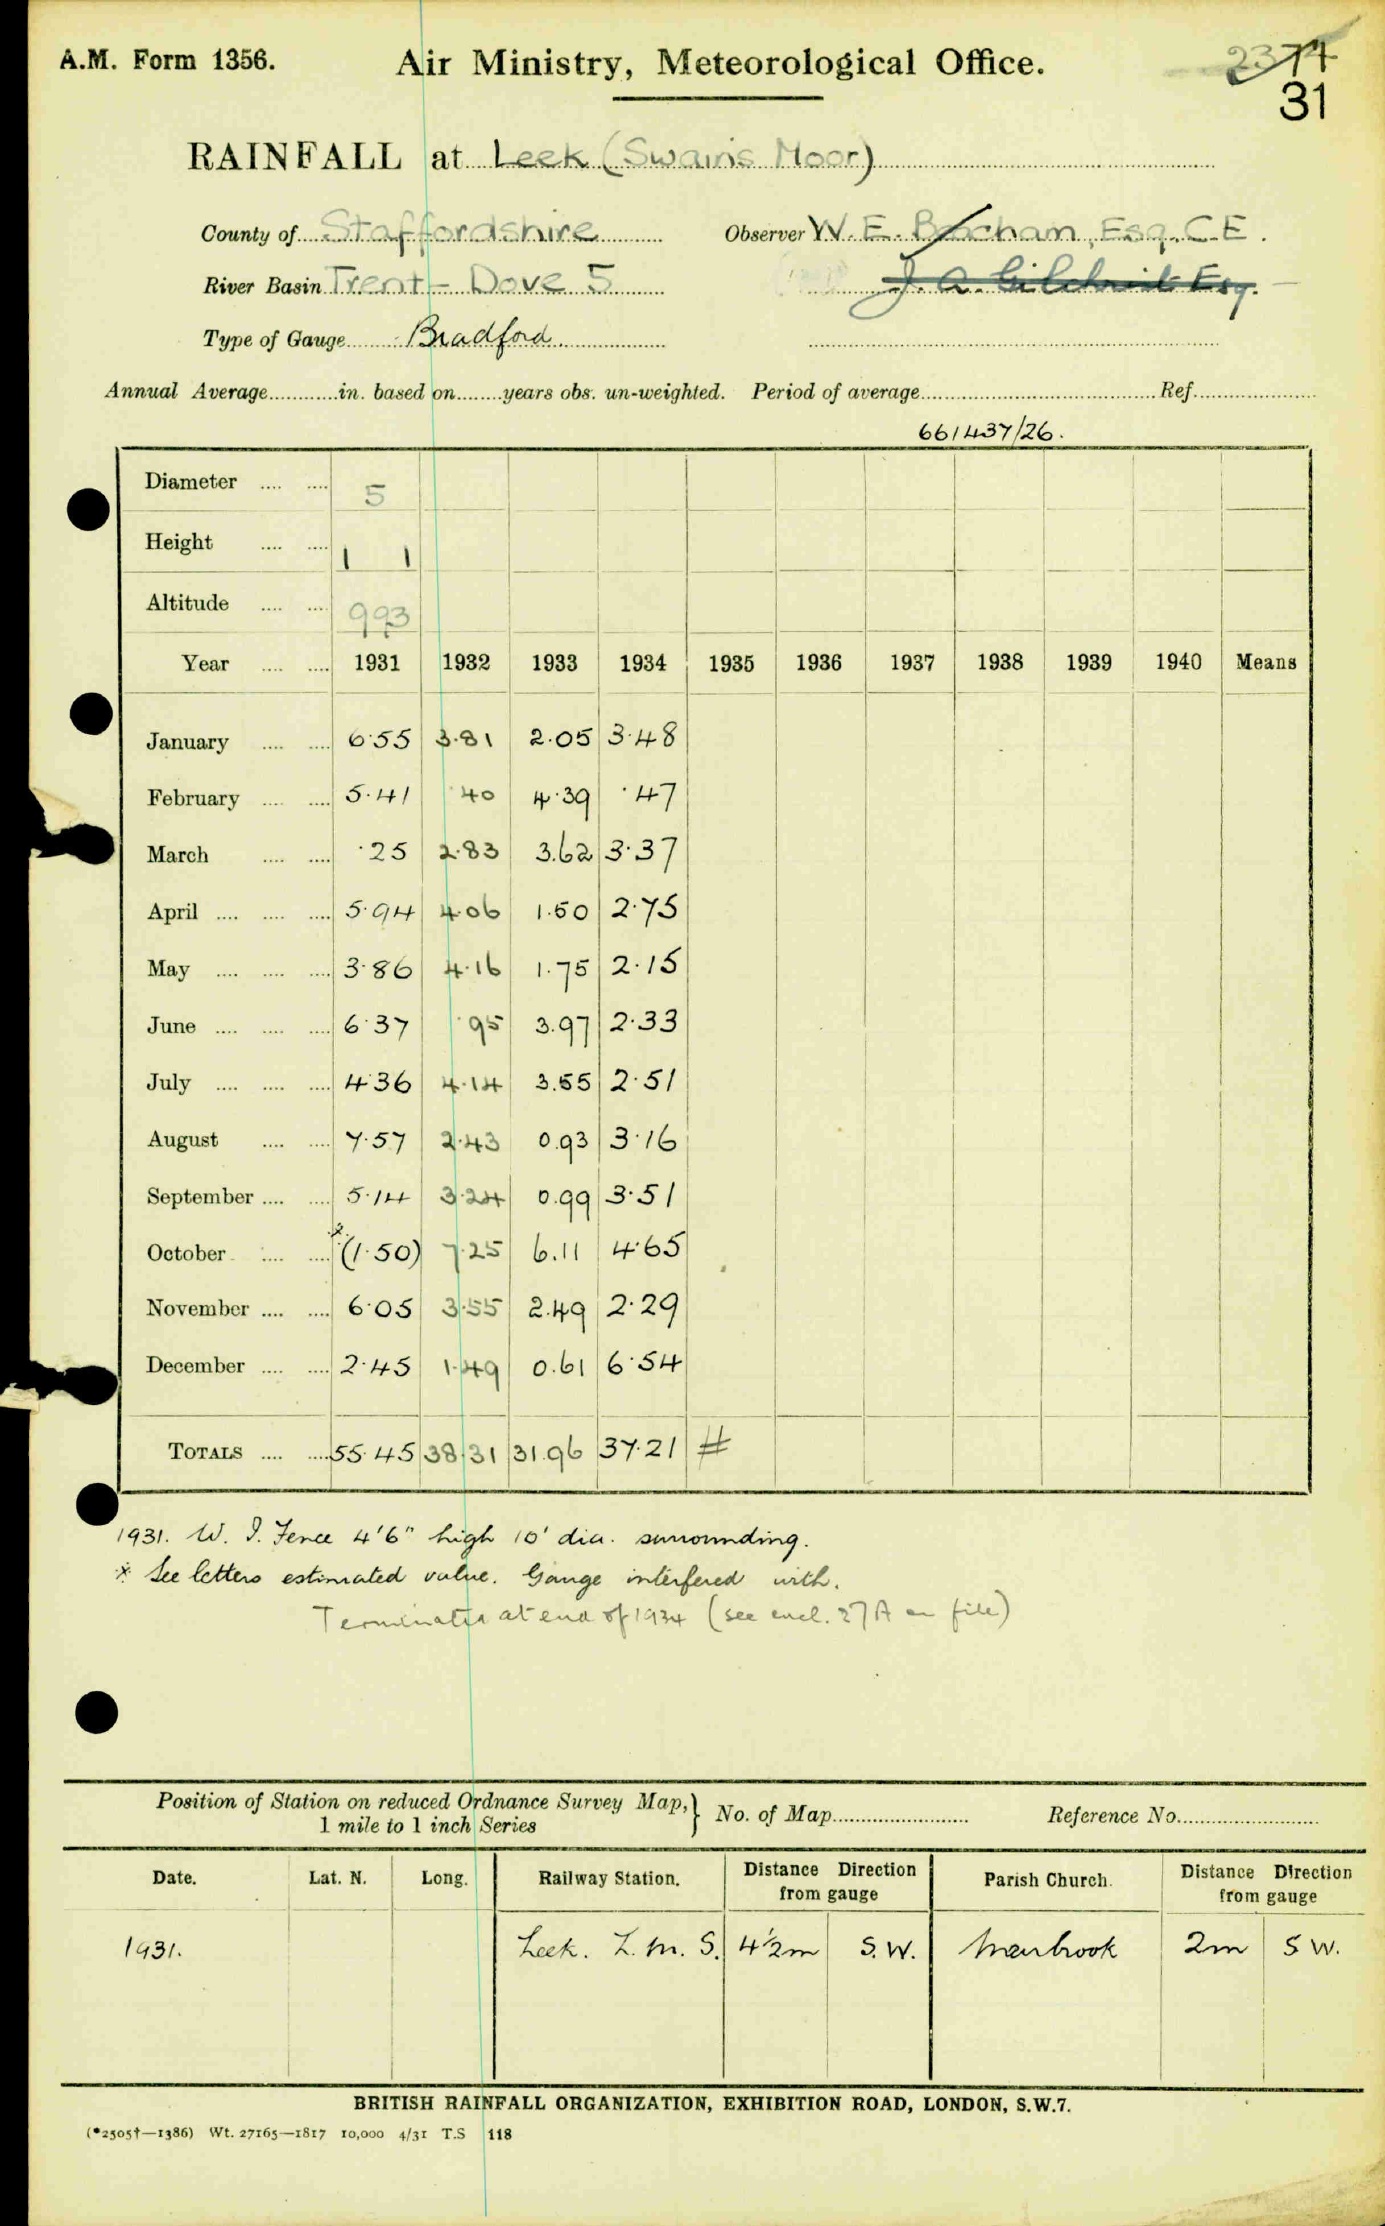 A.M. Form 1356. Air Ministry, Meteorological Office. 2374
31
RAINFALL at Leek (Swains Moor)
County of Staffordshire Observer W. E. Beacham, Esq. C.E.
River Basin Trent - Dove 5 J. A. Gilchrist Esq.
Type of Gauge Bradford
Annual Average in. based on years obs. un-weighted. Period of average Ref.
661437/26.
Diameter 5
Height 1 1
Altitude 993
Year 1931 1932 1933 1934 1935 1936 1937 1938 1939 1940 Means
January 6.55 3.81 2.05 3.48
February 5.41 .40 4.39 .47
March .25 2.83 3.62 3.37
April 5.94 4.06 1.50 2.75
May 3.86 4.16 1.75 2.15
June 6.37 .95 3.97 2.33
July 4.36 4.14 3.55 2.51
August 7.57 2.43 0.93 3.16
September 5.14 3.24 0.99 3.51
October *(1.50) 7.25 6.11 4.65
November 6.05 3.55 2.49 2.29
December 2.45 1.49 0.61 6.54
TOTALS 55.45 38.31 31.96 37.21 #
1931. W. I. Fence 4'6" high 10' dia. surrounding.
* See letters estimated value. Gauge interfered with.
Terminated at end of 1934 (see encl. 27A on file)
Position of Station on reduced Ordnance Survey Map, } No. of Map Reference No.
1 mile to 1 inch Series
Date. Lat. N. Long. Railway Station. Distance Direction from gauge Parish Church. Distance Direction from gauge
1931. Leek. L. M. S. 4½m S.W. Meerbrook 2m S W.
BRITISH RAINFALL ORGANIZATION, EXHIBITION ROAD, LONDON, S.W.7.
(*2505†—1386) Wt. 27165—1817 10,000 4/31 T.S 118